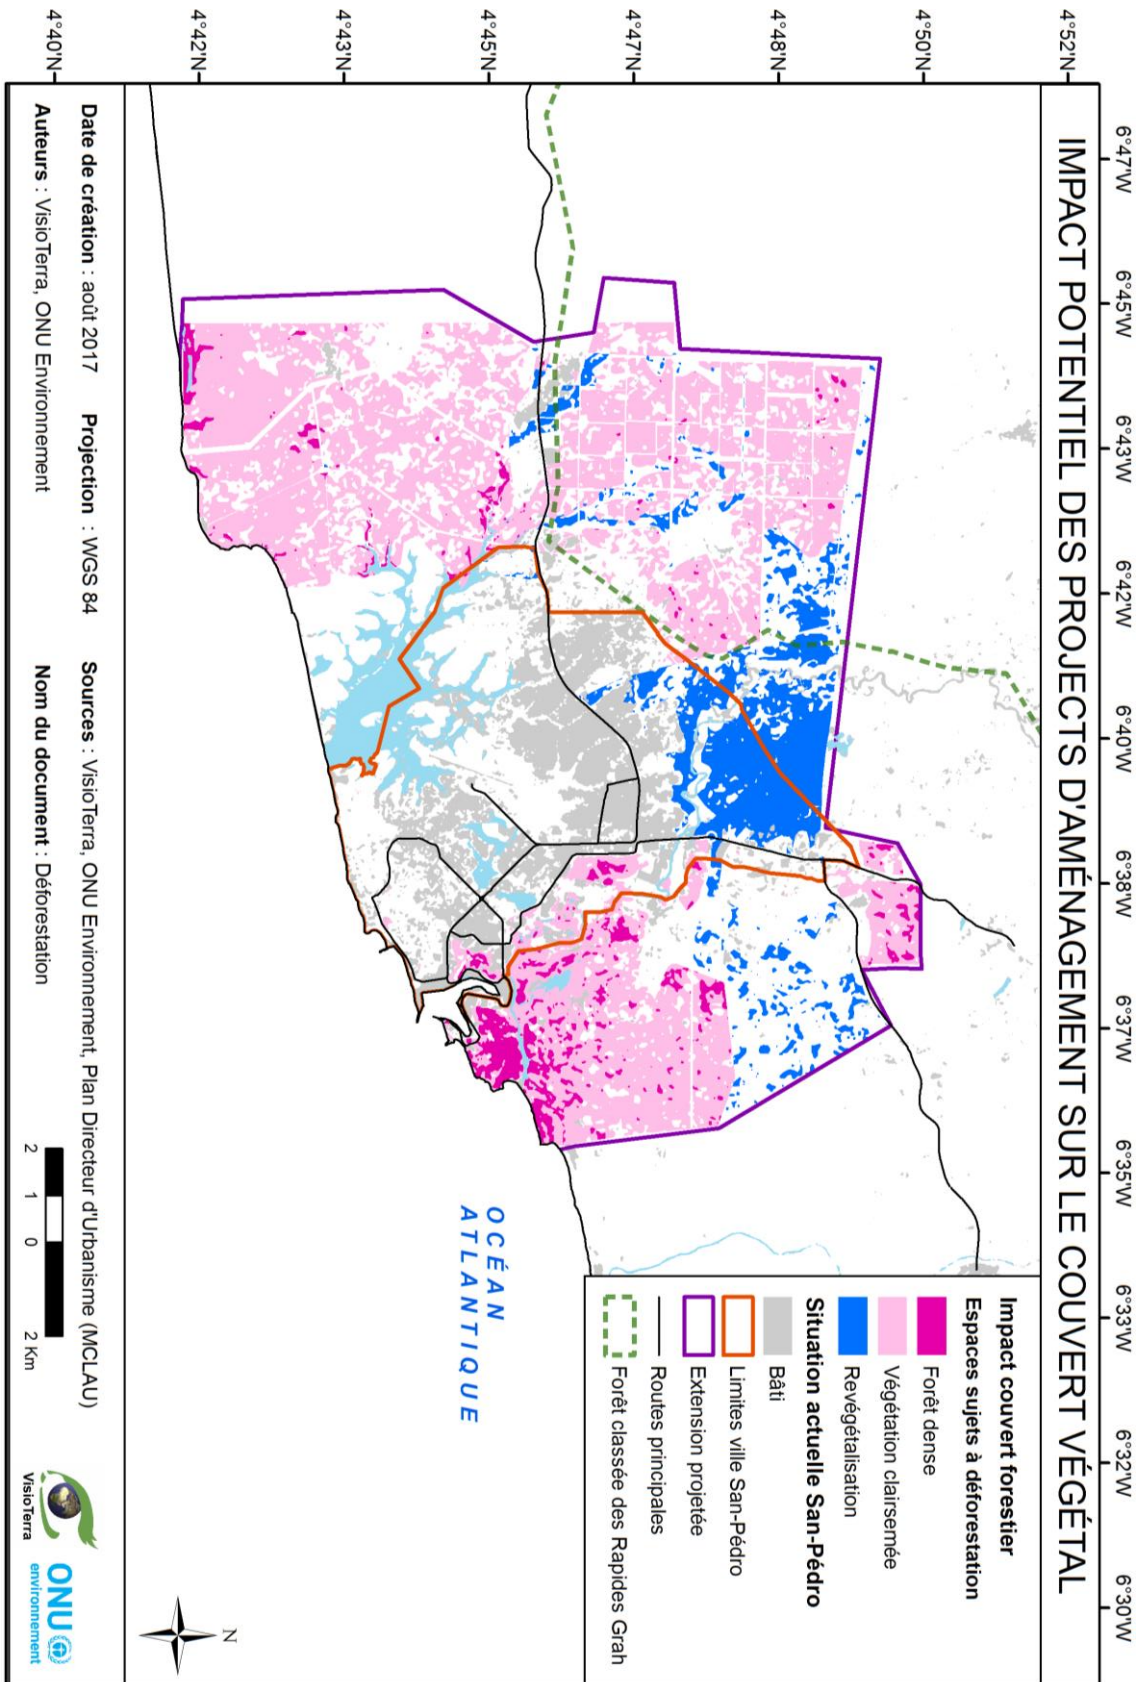 IMPACT POTENTIEL DES PROJECTS D'AMÉNAGEMENT SUR LE COUVERT VÉGÉTAL
6°47'W
6°45'W
6°43'W
6°42'W
6°40'W
6°38'W
6°37'W
6°35'W
6°33'W
6°32'W
6°30'W
4°52'N
4°50'N
4°48'N
4°47'N
4°45'N
4°43'N
4°42'N
4°40'N
Impact couvert forestier
Espaces sujets à déforestation
Forêt dense
Végétation clairsemée
Revégétalisation
Situation actuelle San-Pédro
Bâti
Limites ville San-Pédro
Extension projetée
Routes principales
Forêt classée des Rapides Grah
OCÉAN
ATLANTIQUE
N
Date de création : août 2017 Projection : WGS 84 Sources : VisioTerra, ONU Environnement, Plan Directeur d'Urbanisme (MCLAU)
Auteurs : VisioTerra, ONU Environnement Nom du document : Déforestation
2 1 0 2 Km
VisioTerra
ONU
environnement